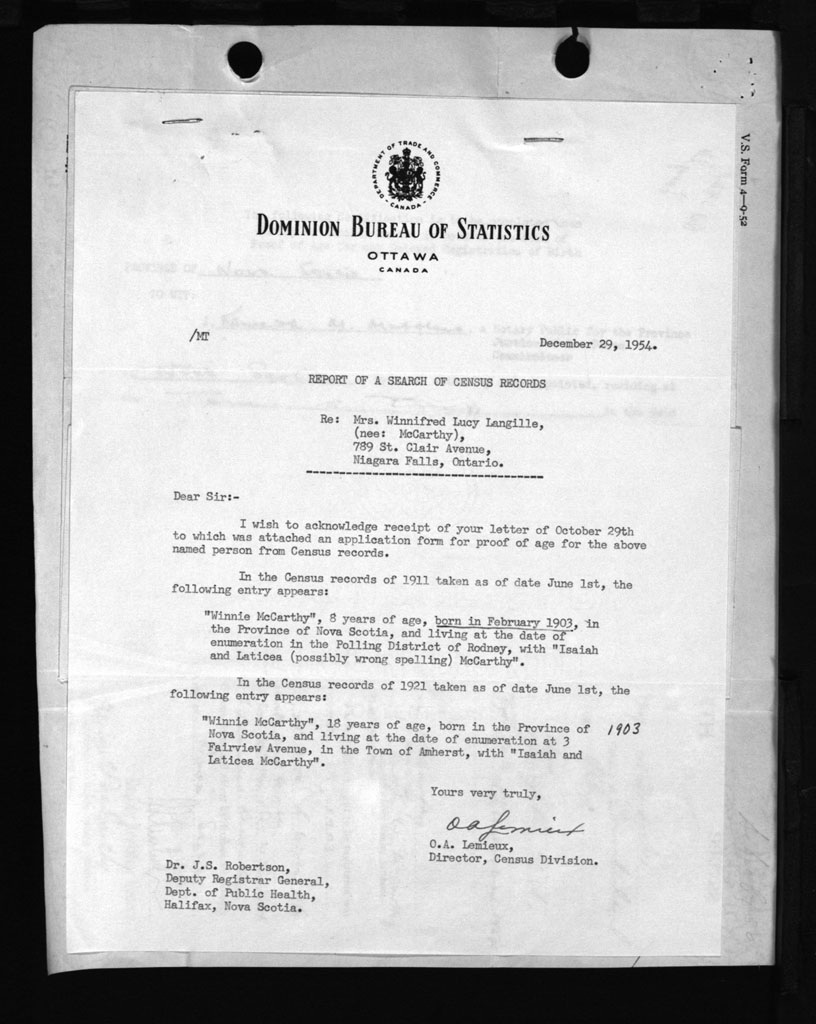 V.S. Form 4—9-52
DEPARTMENT OF TRADE AND COMMERCE
- CANADA -
DOMINION BUREAU OF STATISTICS
OTTAWA
CANADA
/MT
December 29, 1954.
REPORT OF A SEARCH OF CENSUS RECORDS
Re: Mrs. Winnifred Lucy Langille,
(nee: McCarthy),
789 St. Clair Avenue,
Niagara Falls, Ontario.
Dear Sir:-
I wish to acknowledge receipt of your letter of October 29th
to which was attached an application form for proof of age for the above
named person from Census records.
In the Census records of 1911 taken as of date June 1st, the
following entry appears:
"Winnie McCarthy", 8 years of age, born in February 1903, in
the Province of Nova Scotia, and living at the date of
enumeration in the Polling District of Rodney, with "Isaiah
and Laticea (possibly wrong spelling) McCarthy".
In the Census records of 1921 taken as of date June 1st, the
following entry appears:
"Winnie McCarthy", 18 years of age, born in the Province of 1903
Nova Scotia, and living at the date of enumeration at 3
Fairview Avenue, in the Town of Amherst, with "Isaiah and
Laticea McCarthy".
Yours very truly,
O A Lemieux
O.A. Lemieux,
Director, Census Division.
Dr. J.S. Robertson,
Deputy Registrar General,
Dept. of Public Health,
Halifax, Nova Scotia.